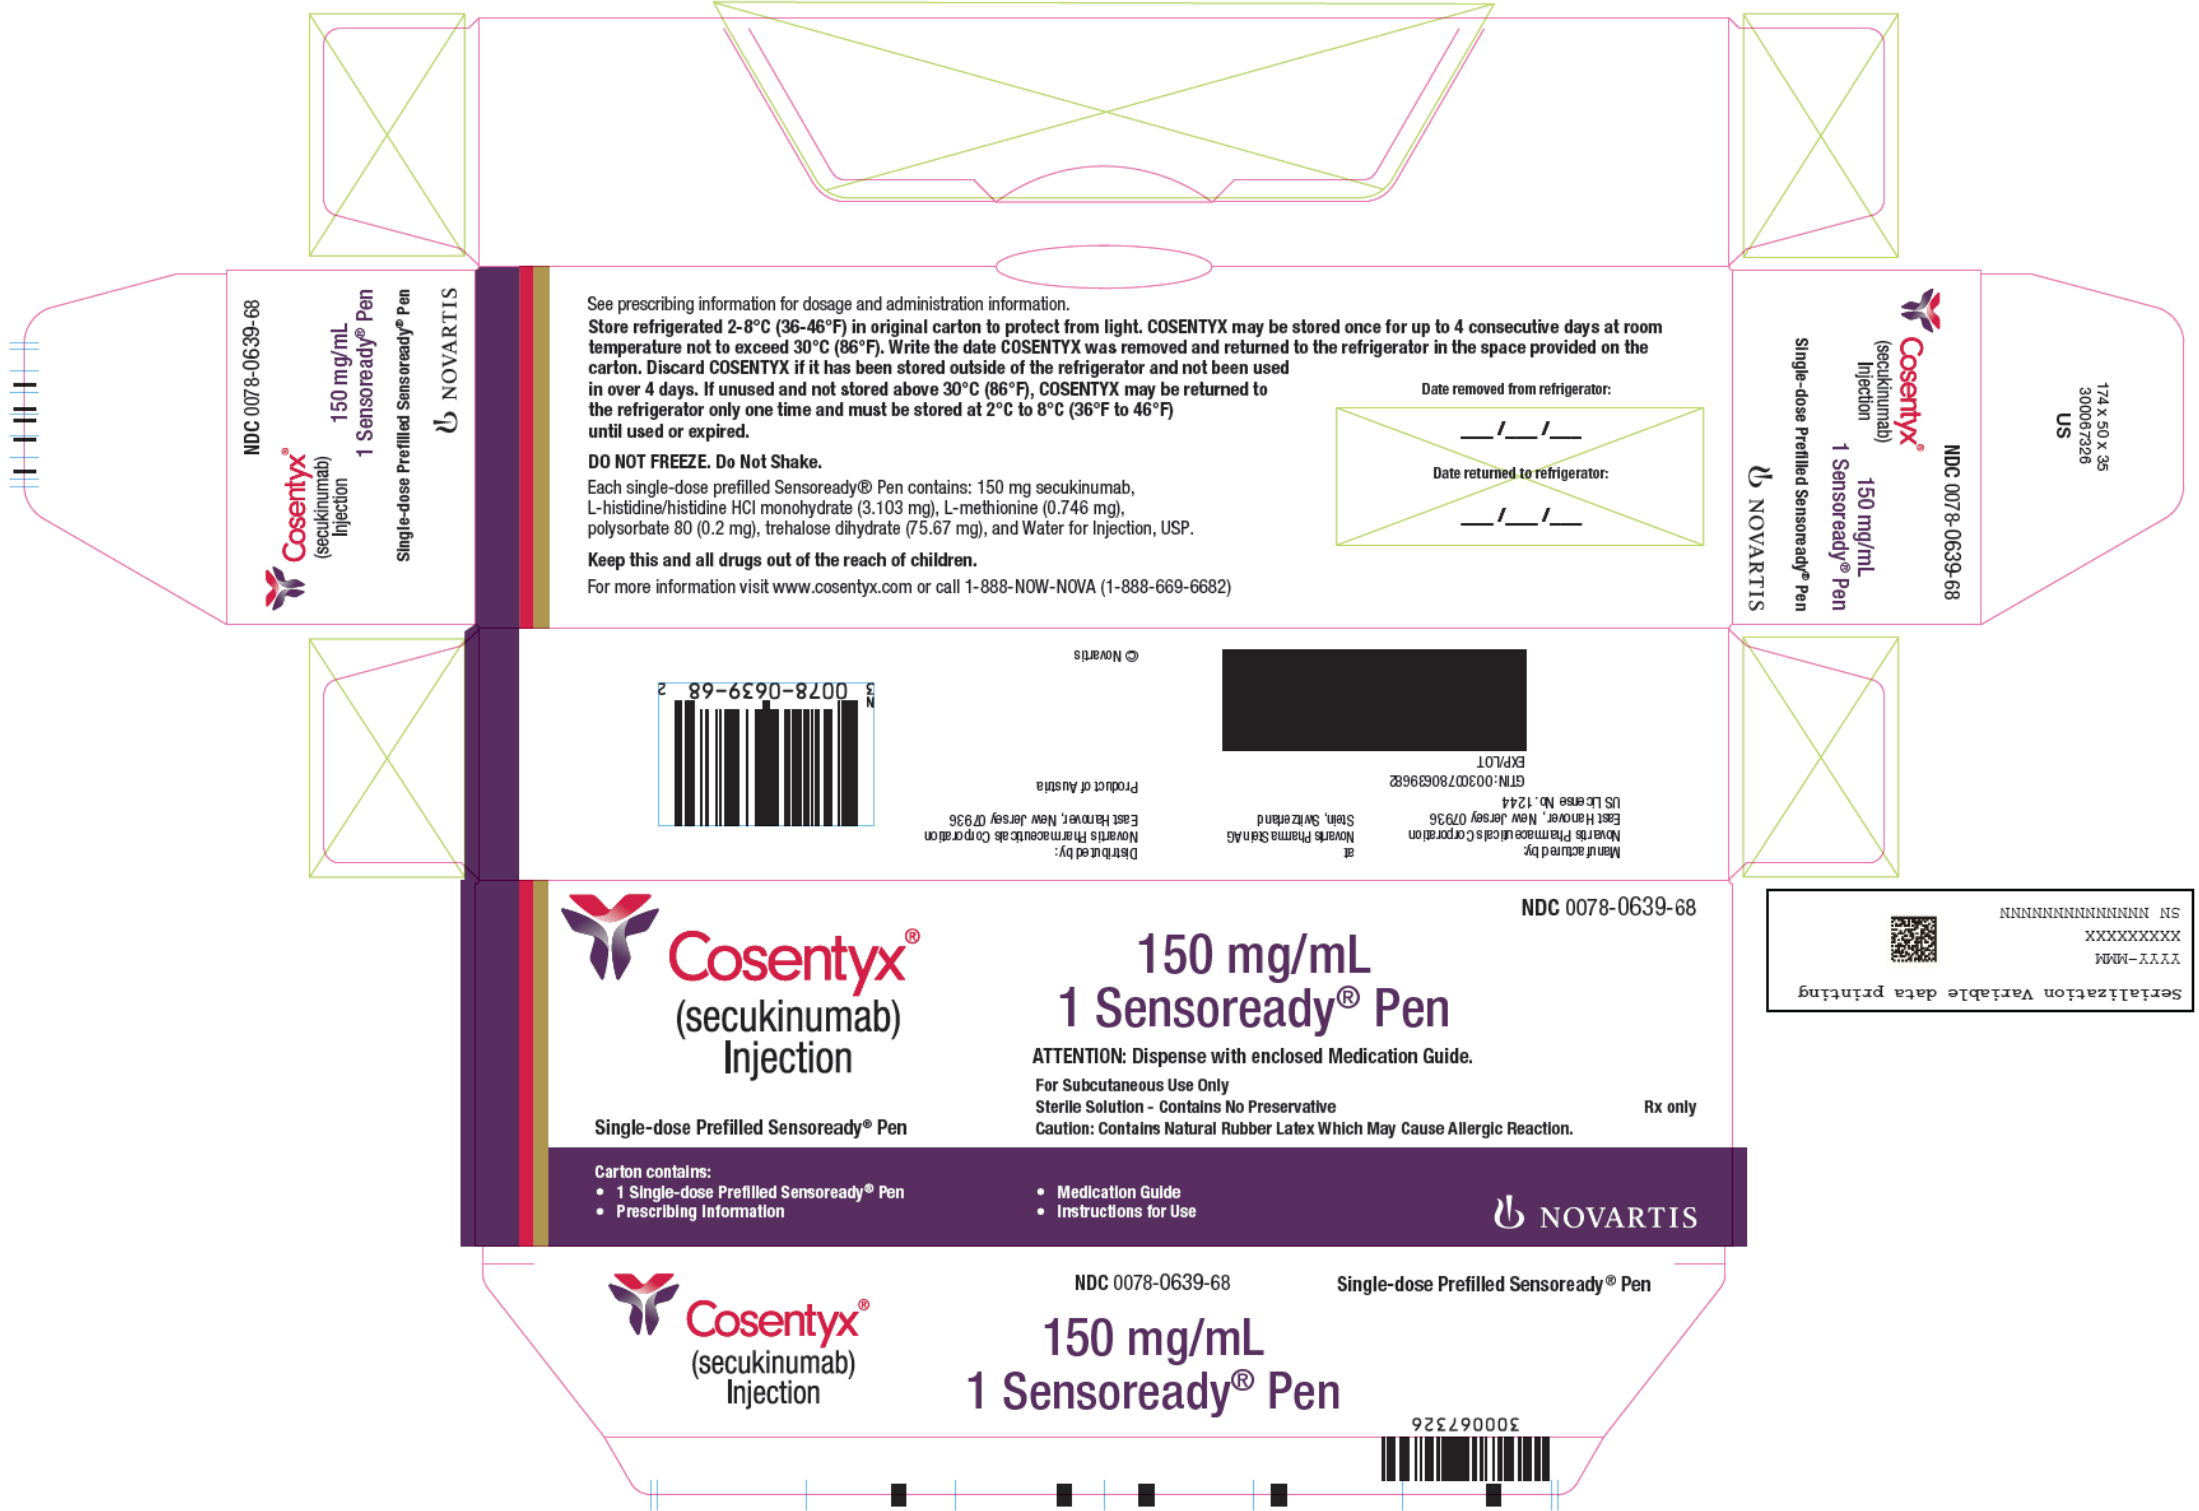 See prescribing information for dosage and administration information.
Store refrigerated 2-8°C (36-46°F) in original carton to protect from light. COSENTYX may be stored once for up to 4 consecutive days at room
temperature not to exceed 30°C (86°F). Write the date COSENTYX was removed and returned to the refrigerator in the space provided on the
carton. Discard COSENTYX if it has been stored outside of the refrigerator and not been used
in over 4 days. If unused and not stored above 30°C (86°F), COSENTYX may be returned to
the refrigerator only one time and must be stored at 2°C to 8°C (36°F to 46°F)
until used or expired.
DO NOT FREEZE. Do Not Shake.
Each single-dose prefilled Sensoready® Pen contains: 150 mg secukinumab,
L-histidine/histidine HCl monohydrate (3.103 mg), L-methionine (0.746 mg),
polysorbate 80 (0.2 mg), trehalose dihydrate (75.67 mg), and Water for Injection, USP.
Keep this and all drugs out of the reach of children.
For more information visit www.cosentyx.com or call 1-888-NOW-NOVA (1-888-669-6682)
Date removed from refrigerator:
___/___/___
Date returned to refrigerator:
___/___/___
NDC 0078-0639-68
Cosentyx®
(secukinumab)
Injection
150 mg/mL
1 Sensoready® Pen
Single-dose Prefilled Sensoready® Pen
NOVARTIS
Cosentyx®
(secukinumab)
Injection
NDC 0078-0639-68
150 mg/mL
1 Sensoready® Pen
Single-dose Prefilled Sensoready® Pen
NOVARTIS
174 x 50 x 35
300067326
US
Manufactured by:
Novartis Pharmaceuticals Corporation
East Hanover, New Jersey 07936
US License No. 1244
GTIN: 00300780639682
EXP/LOT
at
Novartis Pharma Stein AG
Stein, Switzerland
Distributed by:
Novartis Pharmaceuticals Corporation
East Hanover, New Jersey 07936
Product of Austria
© Novartis
N
3 0078-0639-68 2
Serialization Variable data printing
YYYY-MMM
XXXXXXXXX
SN NNNNNNNNNNNNNN
NDC 0078-0639-68
Cosentyx®
(secukinumab)
Injection
Single-dose Prefilled Sensoready® Pen
150 mg/mL
1 Sensoready® Pen
ATTENTION: Dispense with enclosed Medication Guide.
For Subcutaneous Use Only
Sterile Solution - Contains No Preservative
Rx only
Caution: Contains Natural Rubber Latex Which May Cause Allergic Reaction.
Carton contains:
• 1 Single-dose Prefilled Sensoready® Pen
• Prescribing Information
• Medication Guide
• Instructions for Use
NOVARTIS
Cosentyx®
(secukinumab)
Injection
NDC 0078-0639-68
Single-dose Prefilled Sensoready® Pen
150 mg/mL
1 Sensoready® Pen
300067326